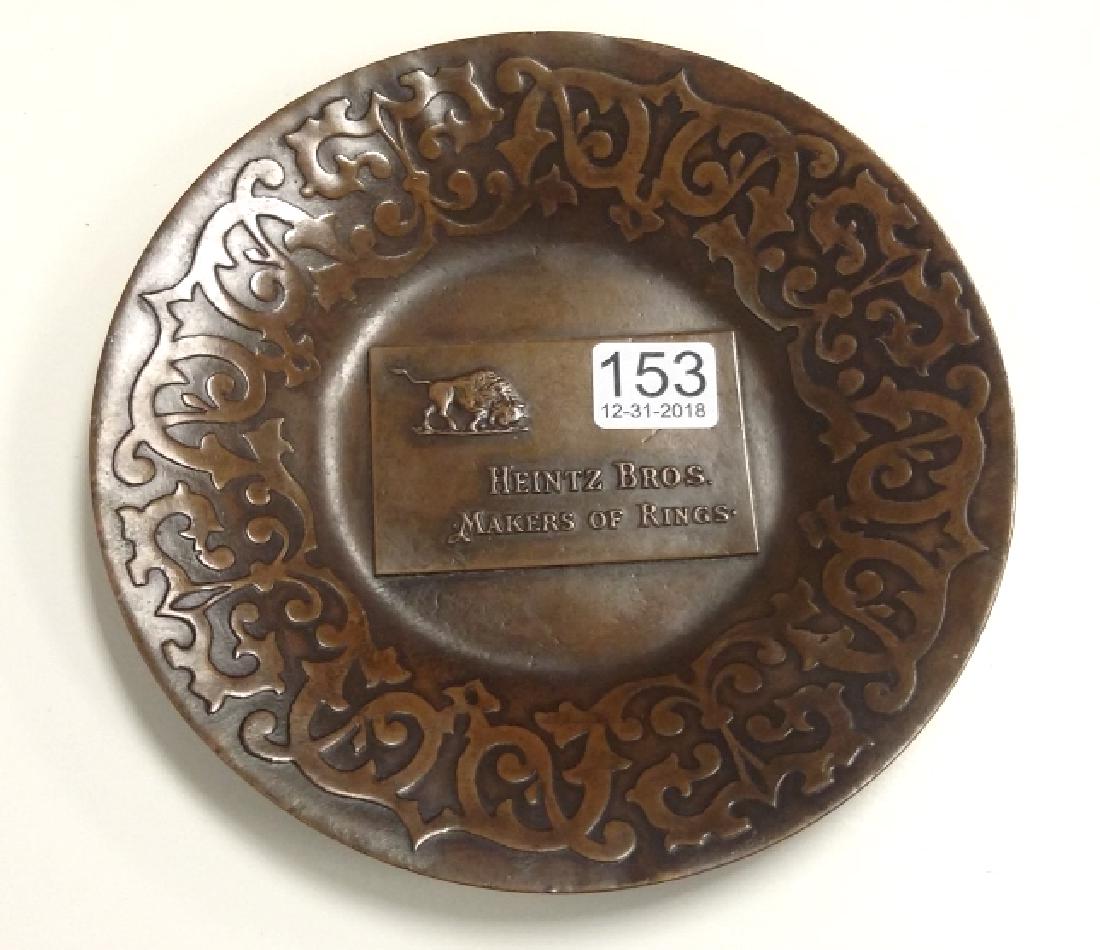 153
12-31-2018
HEINTZ BROS.
MAKERS OF RINGS.